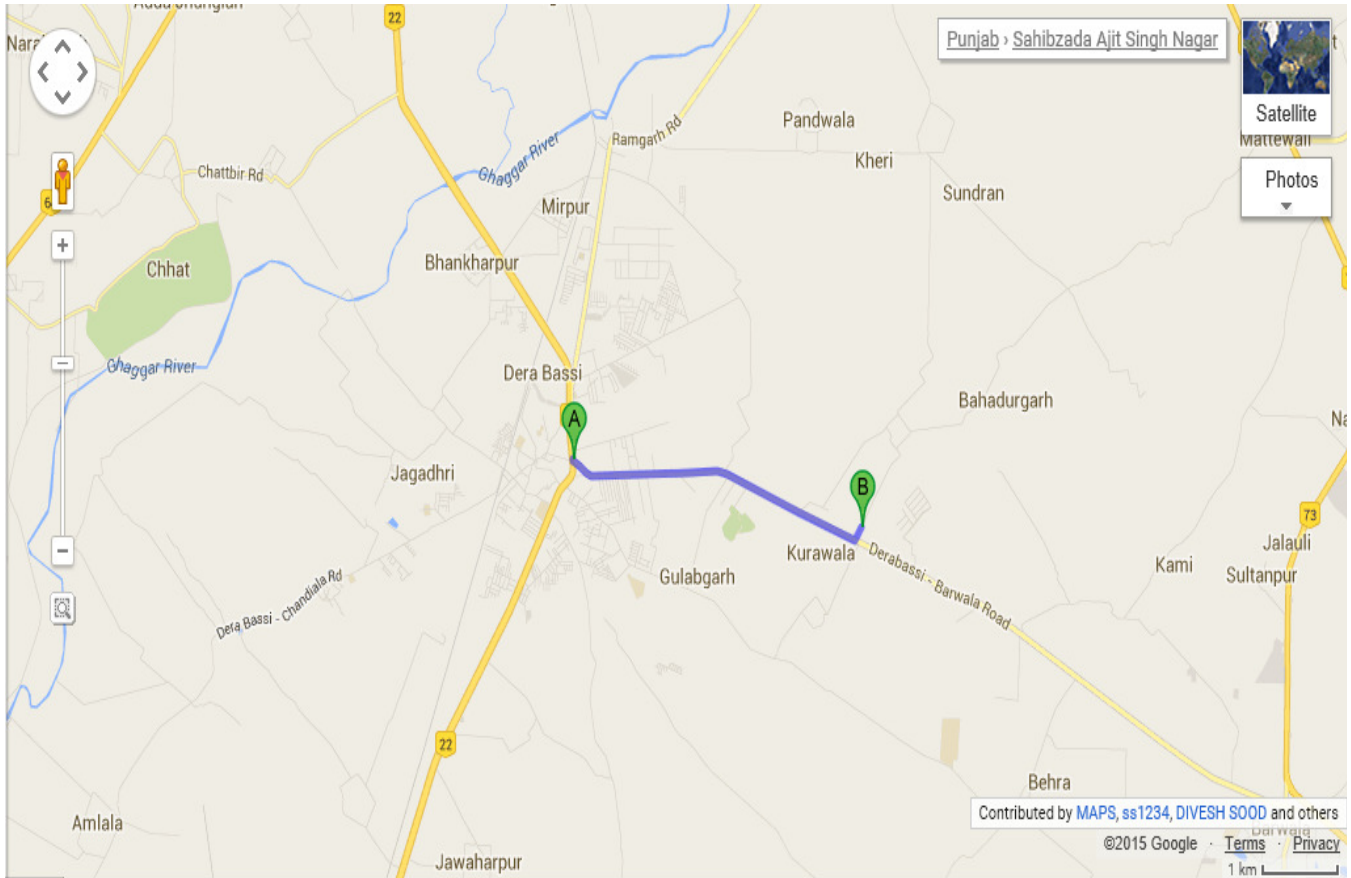 22
Punjab › Sahibzada Ajit Singh Nagar
Satellite
Pandwala
Ramgarh Rd
Mattewali
Kheri
Ghaggar River
Chattbir Rd
Photos
Sundran
Mirpur
Bhankharpur
Chhat
Ghaggar River
Dera Bassi
Bahadurgarh
A
Jagadhri
B
73
Jalauli
Kurawala
Derabassi - Barwala Road
Kami
Sultanpur
Gulabgarh
Dera Bassi - Chandiala Rd
22
Behra
Contributed by MAPS, ss1234, DIVESH SOOD and others
Amlala
Barwala
©2015 Google · Terms · Privacy
Jawaharpur
1 km